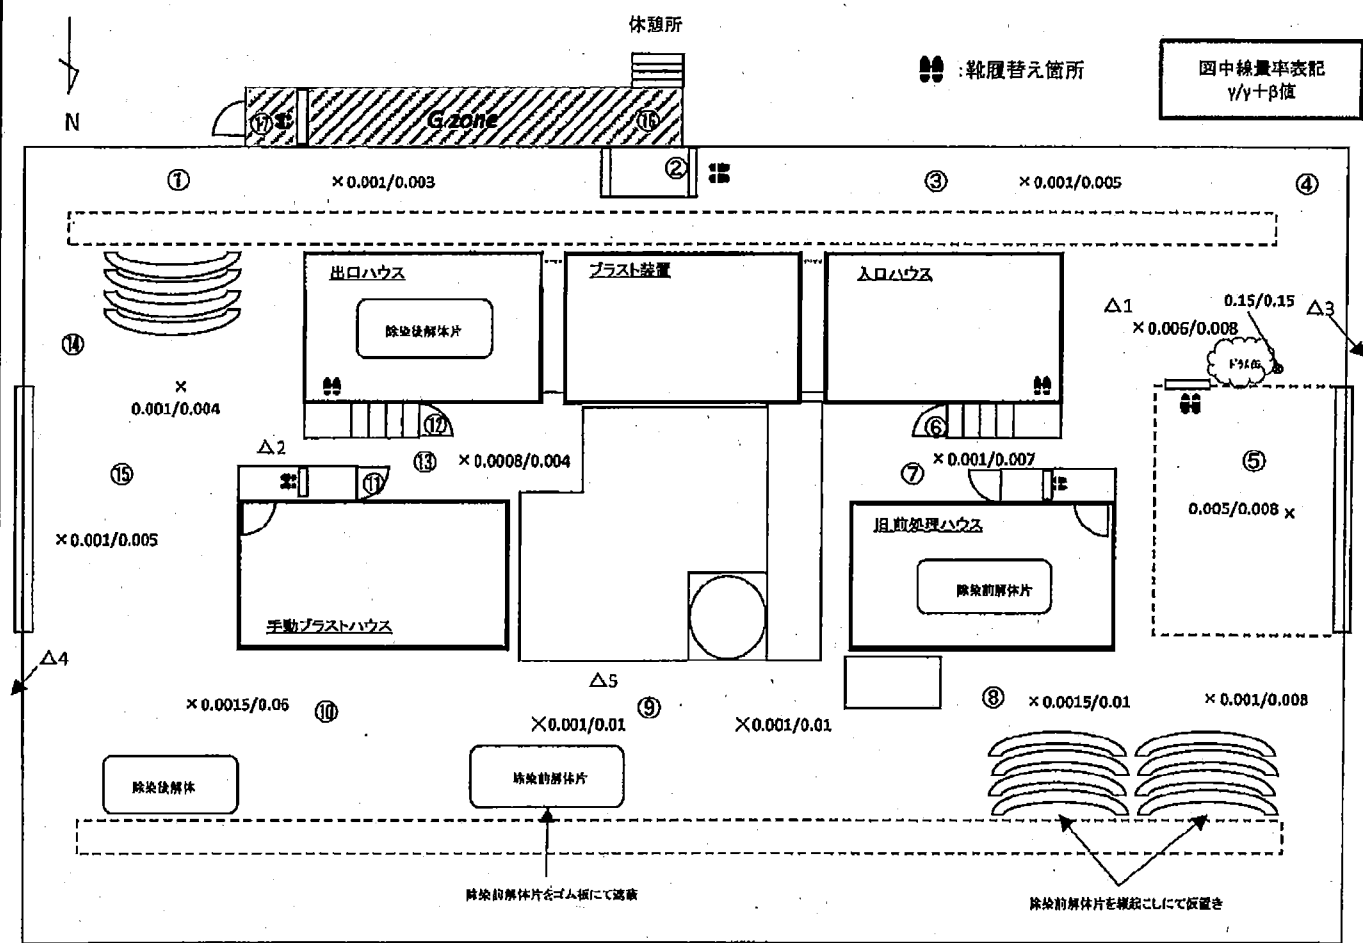 休憩所
:靴履替え箇所
図中線量率表記
γ/γ+β値
N
⑰
G zone
⑯
①
×0.001/0.003
②
③
×0.001/0.005
④
出口ハウス
ブラスト装置
入口ハウス
除染後解体片
△1
0.15/0.15
△3
×0.006/0.008
ドラム缶
⑭
×
0.001/0.004
⑫
⑥
△2
⑬
×0.0008/0.004
×0.001/0.007
⑮
⑪
⑦
⑤
0.005/0.008×
×0.001/0.005
旧前処理ハウス
除染前解体片
手動ブラストハウス
△4
△5
×0.0015/0.06
⑩
⑨
⑧
×0.0015/0.01
×0.001/0.008
×0.001/0.01
×0.001/0.01
除染後解体
除染前解体片
除染前解体片をゴム板にて遮蔽
除染前解体片を縦起こしにて仮置き